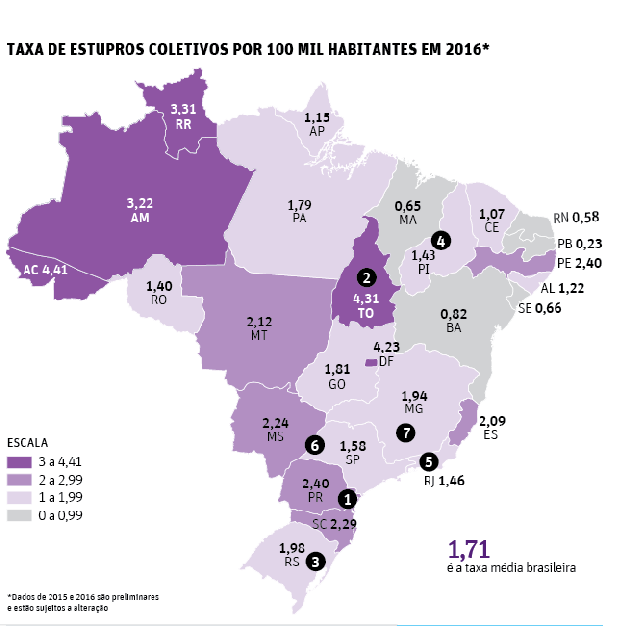 TAXA DE ESTUPROS COLETIVOS POR 100 MIL HABITANTES EM 2016*
3,31
RR
1,15
AP
3,22
AM
1,79
PA
0,65
MA
1,07
CE
RN 0,58
PB 0,23
PE 2,40
AL 1,22
SE 0,66
4
1,43
PI
AC 4,41
1,40
RO
2
4,31
TO
2,12
MT
0,82
BA
4,23
DF
1,81
GO
1,94
MG
7
2,09
ES
2,24
MS
6
1,58
SP
5
RJ 1,46
2,40
PR
1
SC 2,29
1,98
RS
3
ESCALA
3 a 4,41
2 a 2,99
1 a 1,99
0 a 0,99
1,71
é a taxa média brasileira
*Dados de 2015 e 2016 são preliminares
e estão sujeitos a alteração